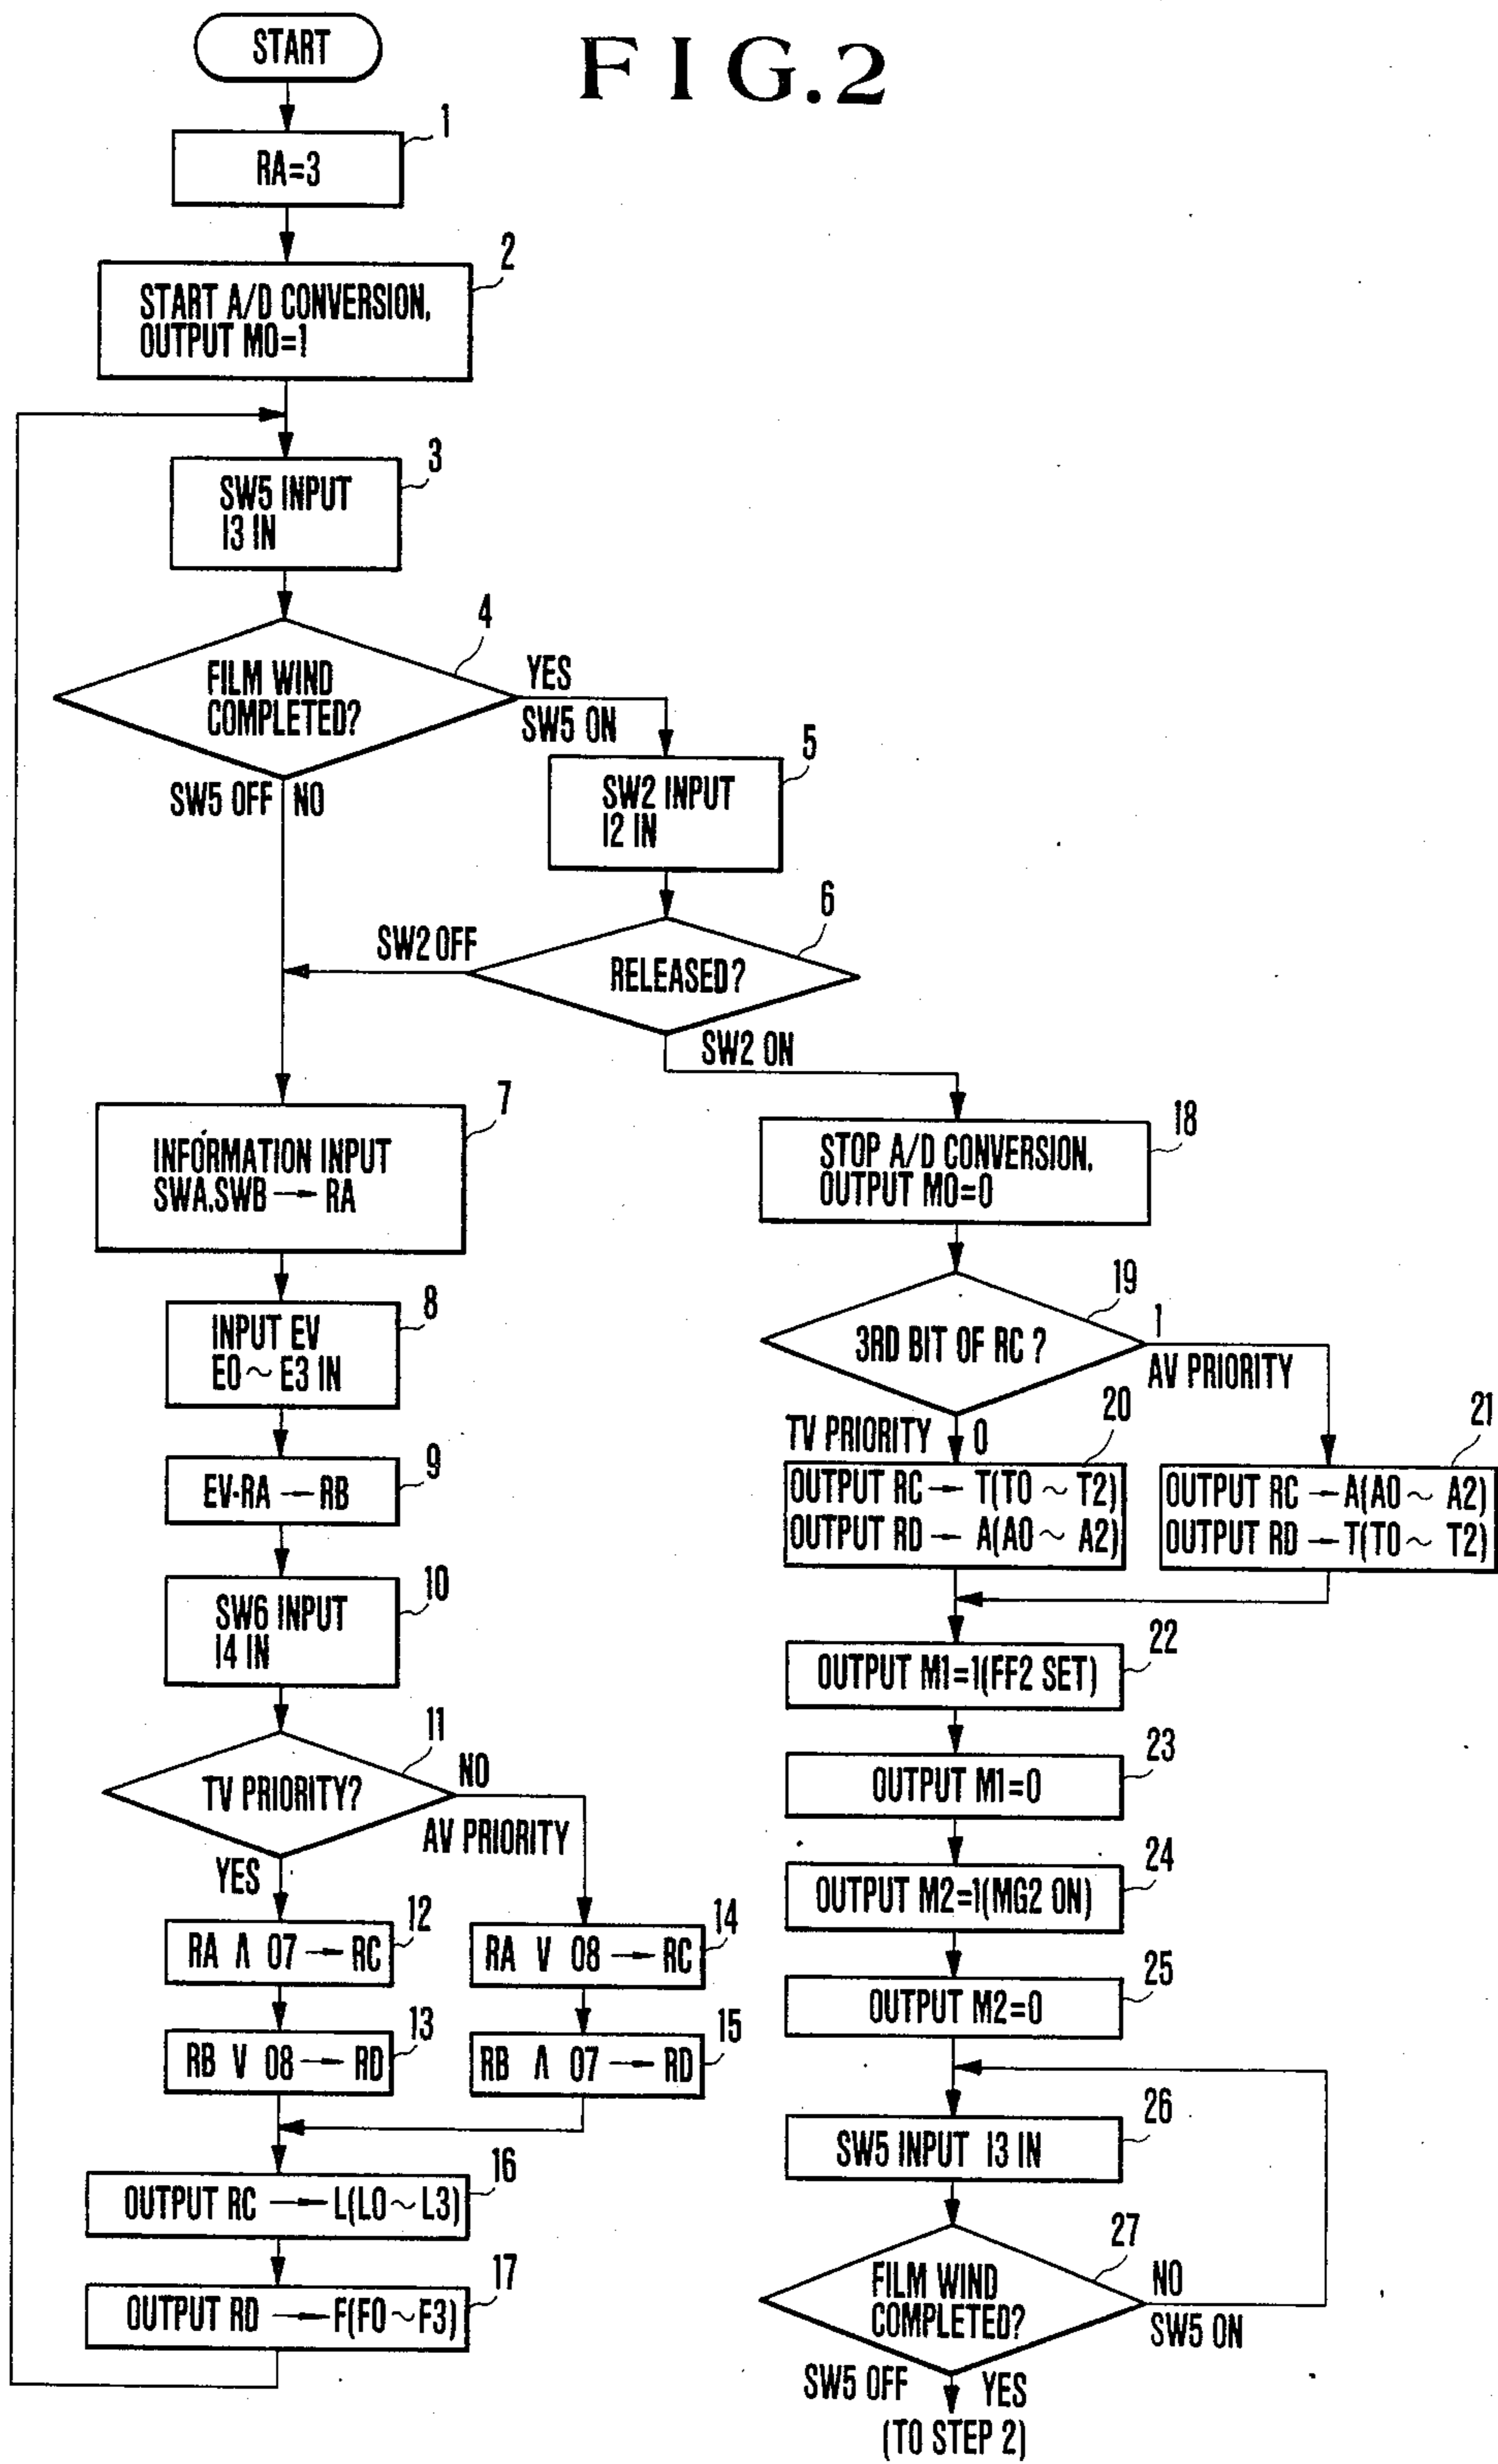 FIG.2
START
1
RA=3
2
START A/D CONVERSION,
OUTPUT M0=1
3
SW5 INPUT
I3 IN
4
FILM WIND
COMPLETED?
YES
SW5 ON
SW5 OFF NO
5
SW2 INPUT
I2 IN
6
RELEASED?
SW2 OFF
SW2 ON
7
INFORMATION INPUT
SWA.SWB → RA
8
INPUT EV
E0~E3 IN
9
EV-RA → RB
10
SW6 INPUT
I4 IN
11
TV PRIORITY?
NO
AV PRIORITY
YES
12
RA Λ 07 → RC
13
RB V 08 → RD
14
RA V 08 → RC
15
RB Λ 07 → RD
16
OUTPUT RC → L(L0~L3)
17
OUTPUT RD → F(F0~F3)
18
STOP A/D CONVERSION,
OUTPUT M0=0
19
3RD BIT OF RC?
1
AV PRIORITY
TV PRIORITY 0
20
OUTPUT RC → T(T0~T2)
OUTPUT RD → A(A0~A2)
21
OUTPUT RC → A(A0~A2)
OUTPUT RD → T(T0~T2)
22
OUTPUT M1=1(FF2 SET)
23
OUTPUT M1=0
24
OUTPUT M2=1(MG2 ON)
25
OUTPUT M2=0
26
SW5 INPUT I3 IN
27
FILM WIND
COMPLETED?
NO
SW5 ON
SW5 OFF YES
(TO STEP 2)